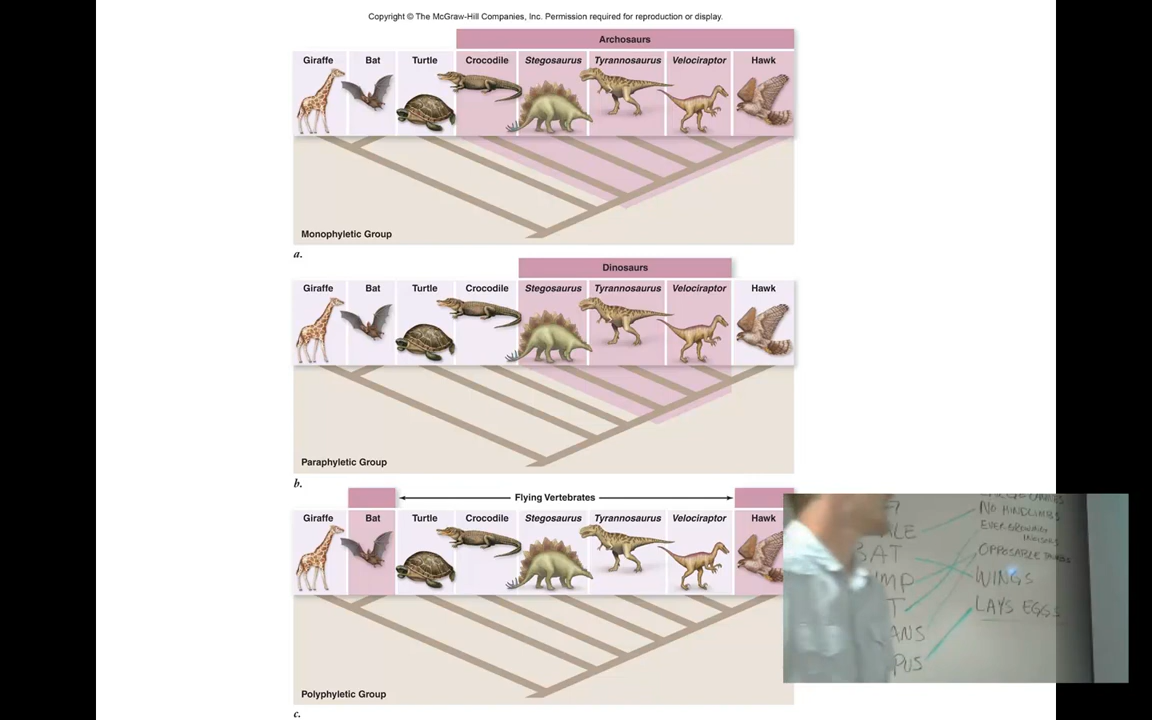 Copyright © The McGraw-Hill Companies, Inc. Permission required for reproduction or display.
Archosaurs
Giraffe Bat Turtle Crocodile Stegosaurus Tyrannosaurus Velociraptor Hawk
Monophyletic Group
a.
Dinosaurs
Giraffe Bat Turtle Crocodile Stegosaurus Tyrannosaurus Velociraptor Hawk
Paraphyletic Group
b.
Flying Vertebrates
Giraffe Bat Turtle Crocodile Stegosaurus Tyrannosaurus Velociraptor Hawk
Polyphyletic Group
c.
NO HINDLIMBS
EVER-GROWING
INCISORS
OPPOSABLE
BAT
WINGS
LAYS EGGS